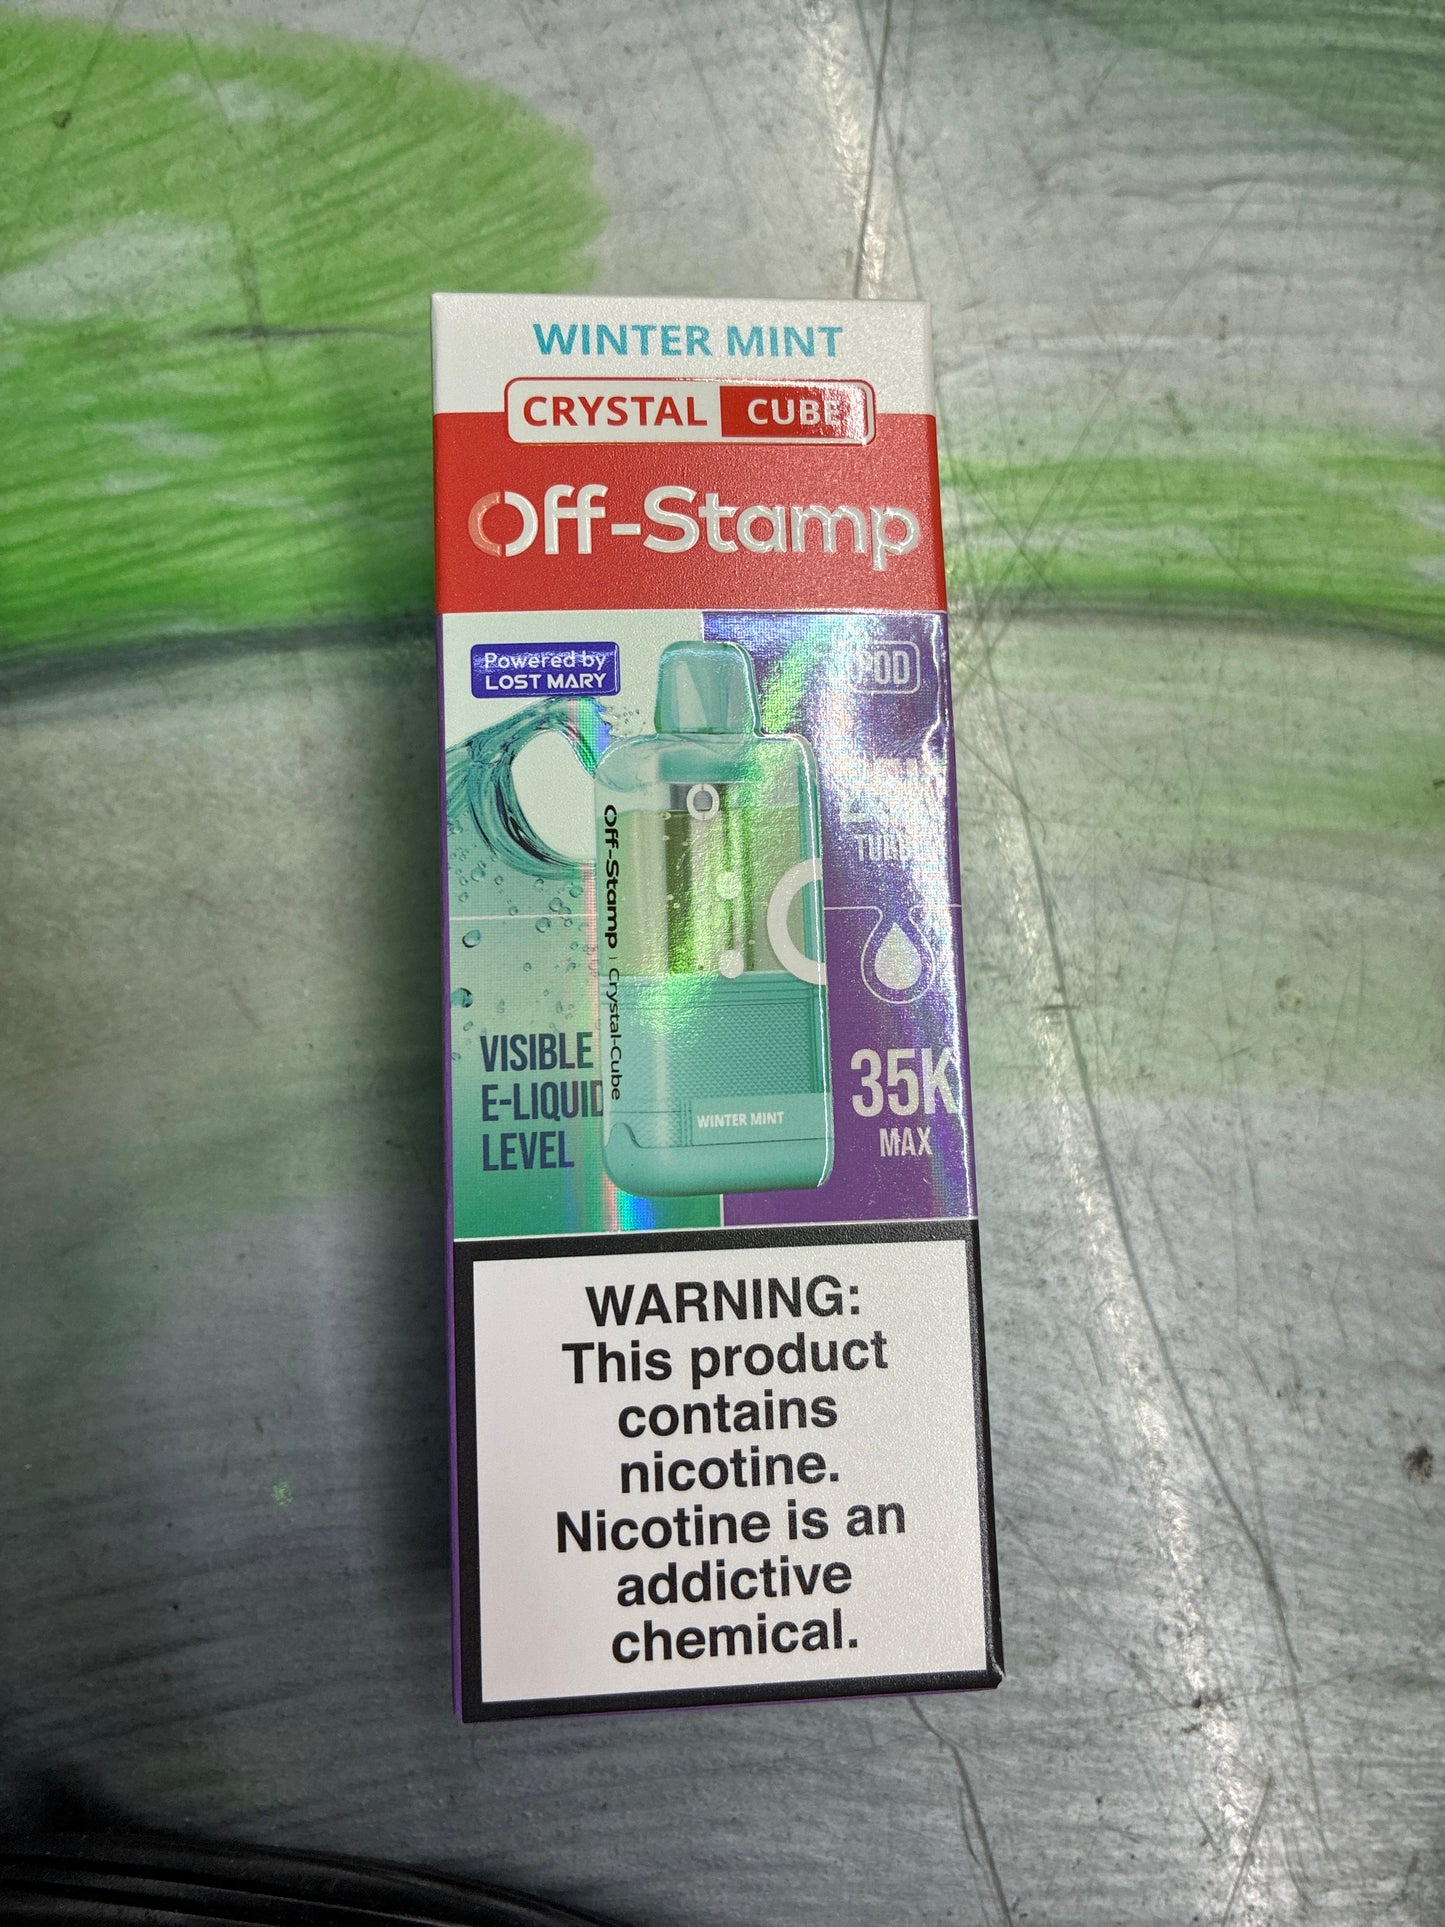 WINTER MINT
CRYSTAL CUBE
Off-Stamp
Powered by
LOST MARY
POD
Off-Stamp | Crystal-Cube
VISIBLE
E-LIQUID
LEVEL
35K
MAX
WINTER MINT
WARNING:
This product
contains
nicotine.
Nicotine is an
addictive
chemical.